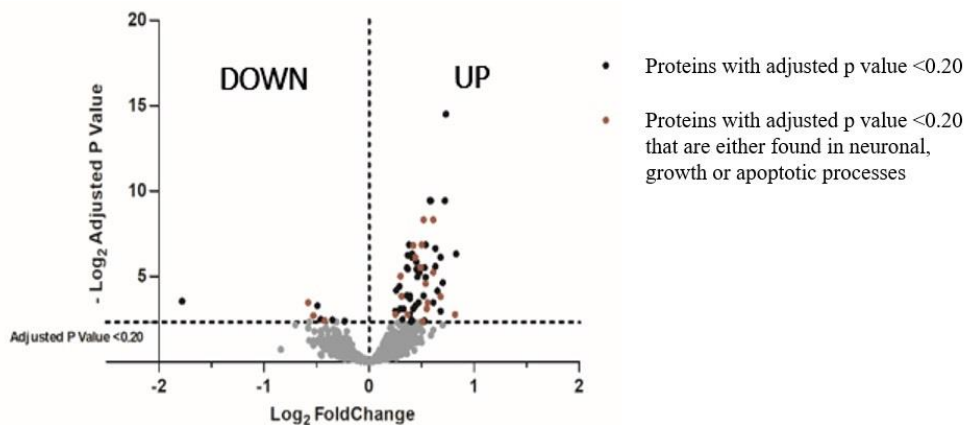 20
DOWN
UP
15
10
5
0
- Log2 Adjusted P Value
Adjusted P Value <0.20
-2
-1
0
1
2
Log2 FoldChange
Proteins with adjusted p value <0.20
Proteins with adjusted p value <0.20
that are either found in neuronal,
growth or apoptotic processes